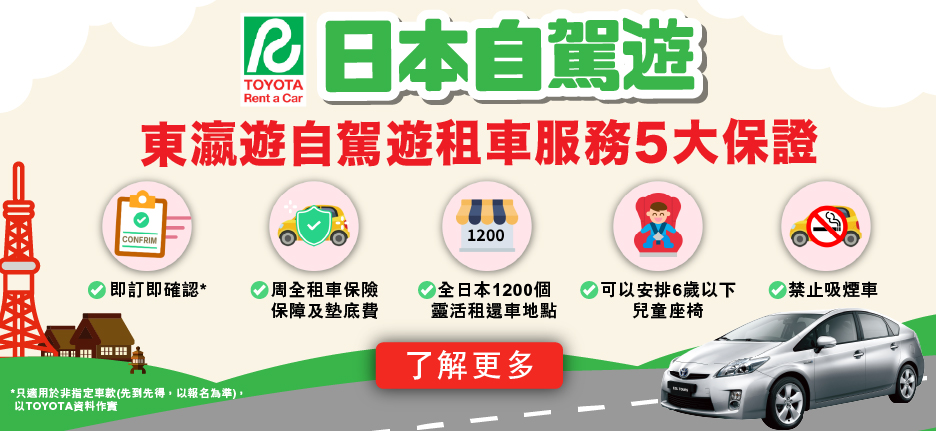 TOYOTA
Rent a Car
日本自駕遊
東瀛遊自駕遊租車服務5大保證
CONFRIM
1200
即訂即確認*
周全租車保險
保障及墊底費
全日本1200個
靈活租還車地點
可以安排6歲以下
兒童座椅
禁止吸煙車
了解更多
*只適用於非指定車款(先到先得，以報名為準)，
以TOYOTA資料作實